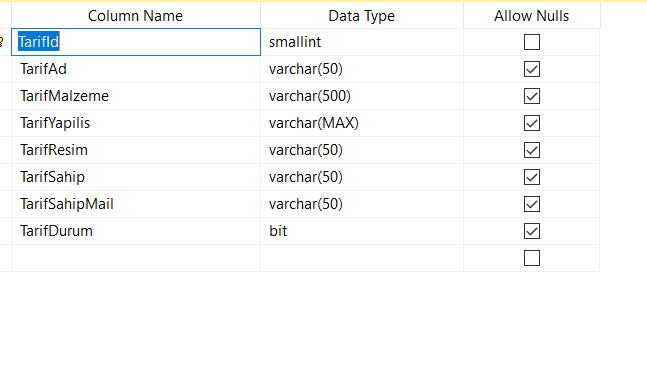 Column Name Data Type Allow Nulls
TarifId smallint
TarifAd varchar(50)
TarifMalzeme varchar(500)
TarifYapilis varchar(MAX)
TarifResim varchar(50)
TarifSahip varchar(50)
TarifSahipMail varchar(50)
TarifDurum bit